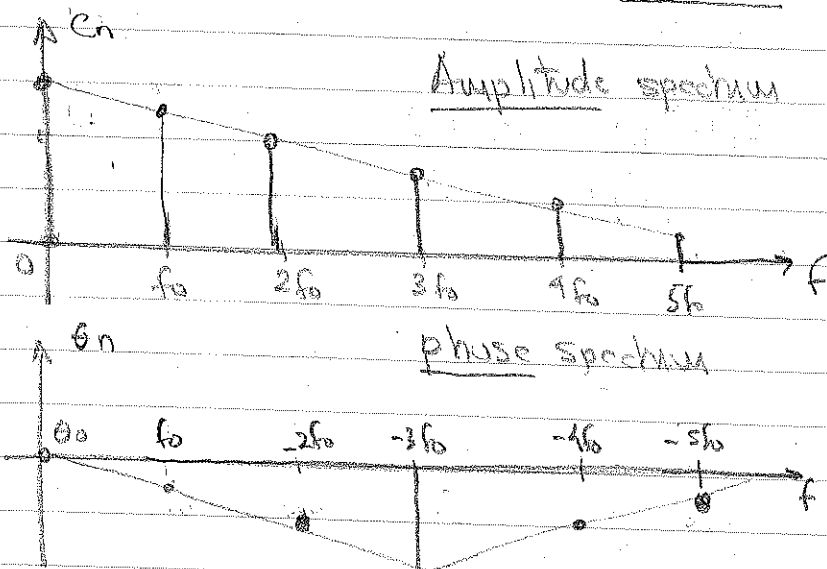 Cn
Amplitude spectrum
0 f0 2f0 3f0 4f0 5f0 f
θn
phase spectrum
θ0 f0 -2f0 -3f0 -4f0 -5f0
f